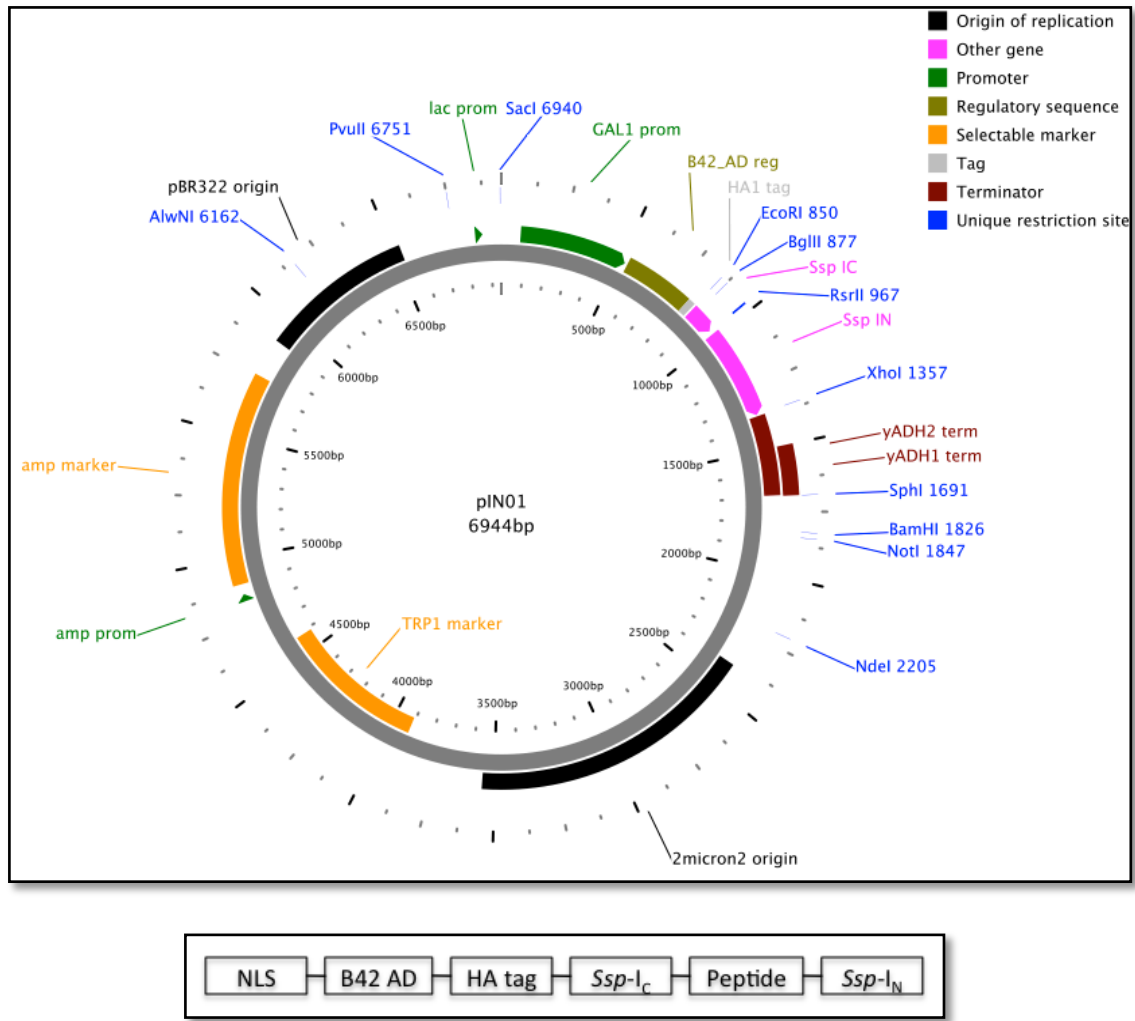 Origin of replication
Other gene
Promoter
Regulatory sequence
Selectable marker
Tag
Terminator
Unique restriction site
lac prom
SacI 6940
PvuII 6751
GAL1 prom
B42_AD reg
pBR322 origin
HA1 tag
AlwNI 6162
EcoRI 850
BglII 877
Ssp IC
RsrII 967
Ssp IN
6500bp
500bp
6000bp
1000bp
XhoI 1357
yADH2 term
5500bp
1500bp
yADH1 term
amp marker
SphI 1691
pIN01
6944bp
BamHI 1826
5000bp
2000bp
NotI 1847
amp prom
4500bp
TRP1 marker
2500bp
NdeI 2205
4000bp
3500bp
3000bp
2micron2 origin
NLS B42 AD HA tag Ssp-IC Peptide Ssp-IN